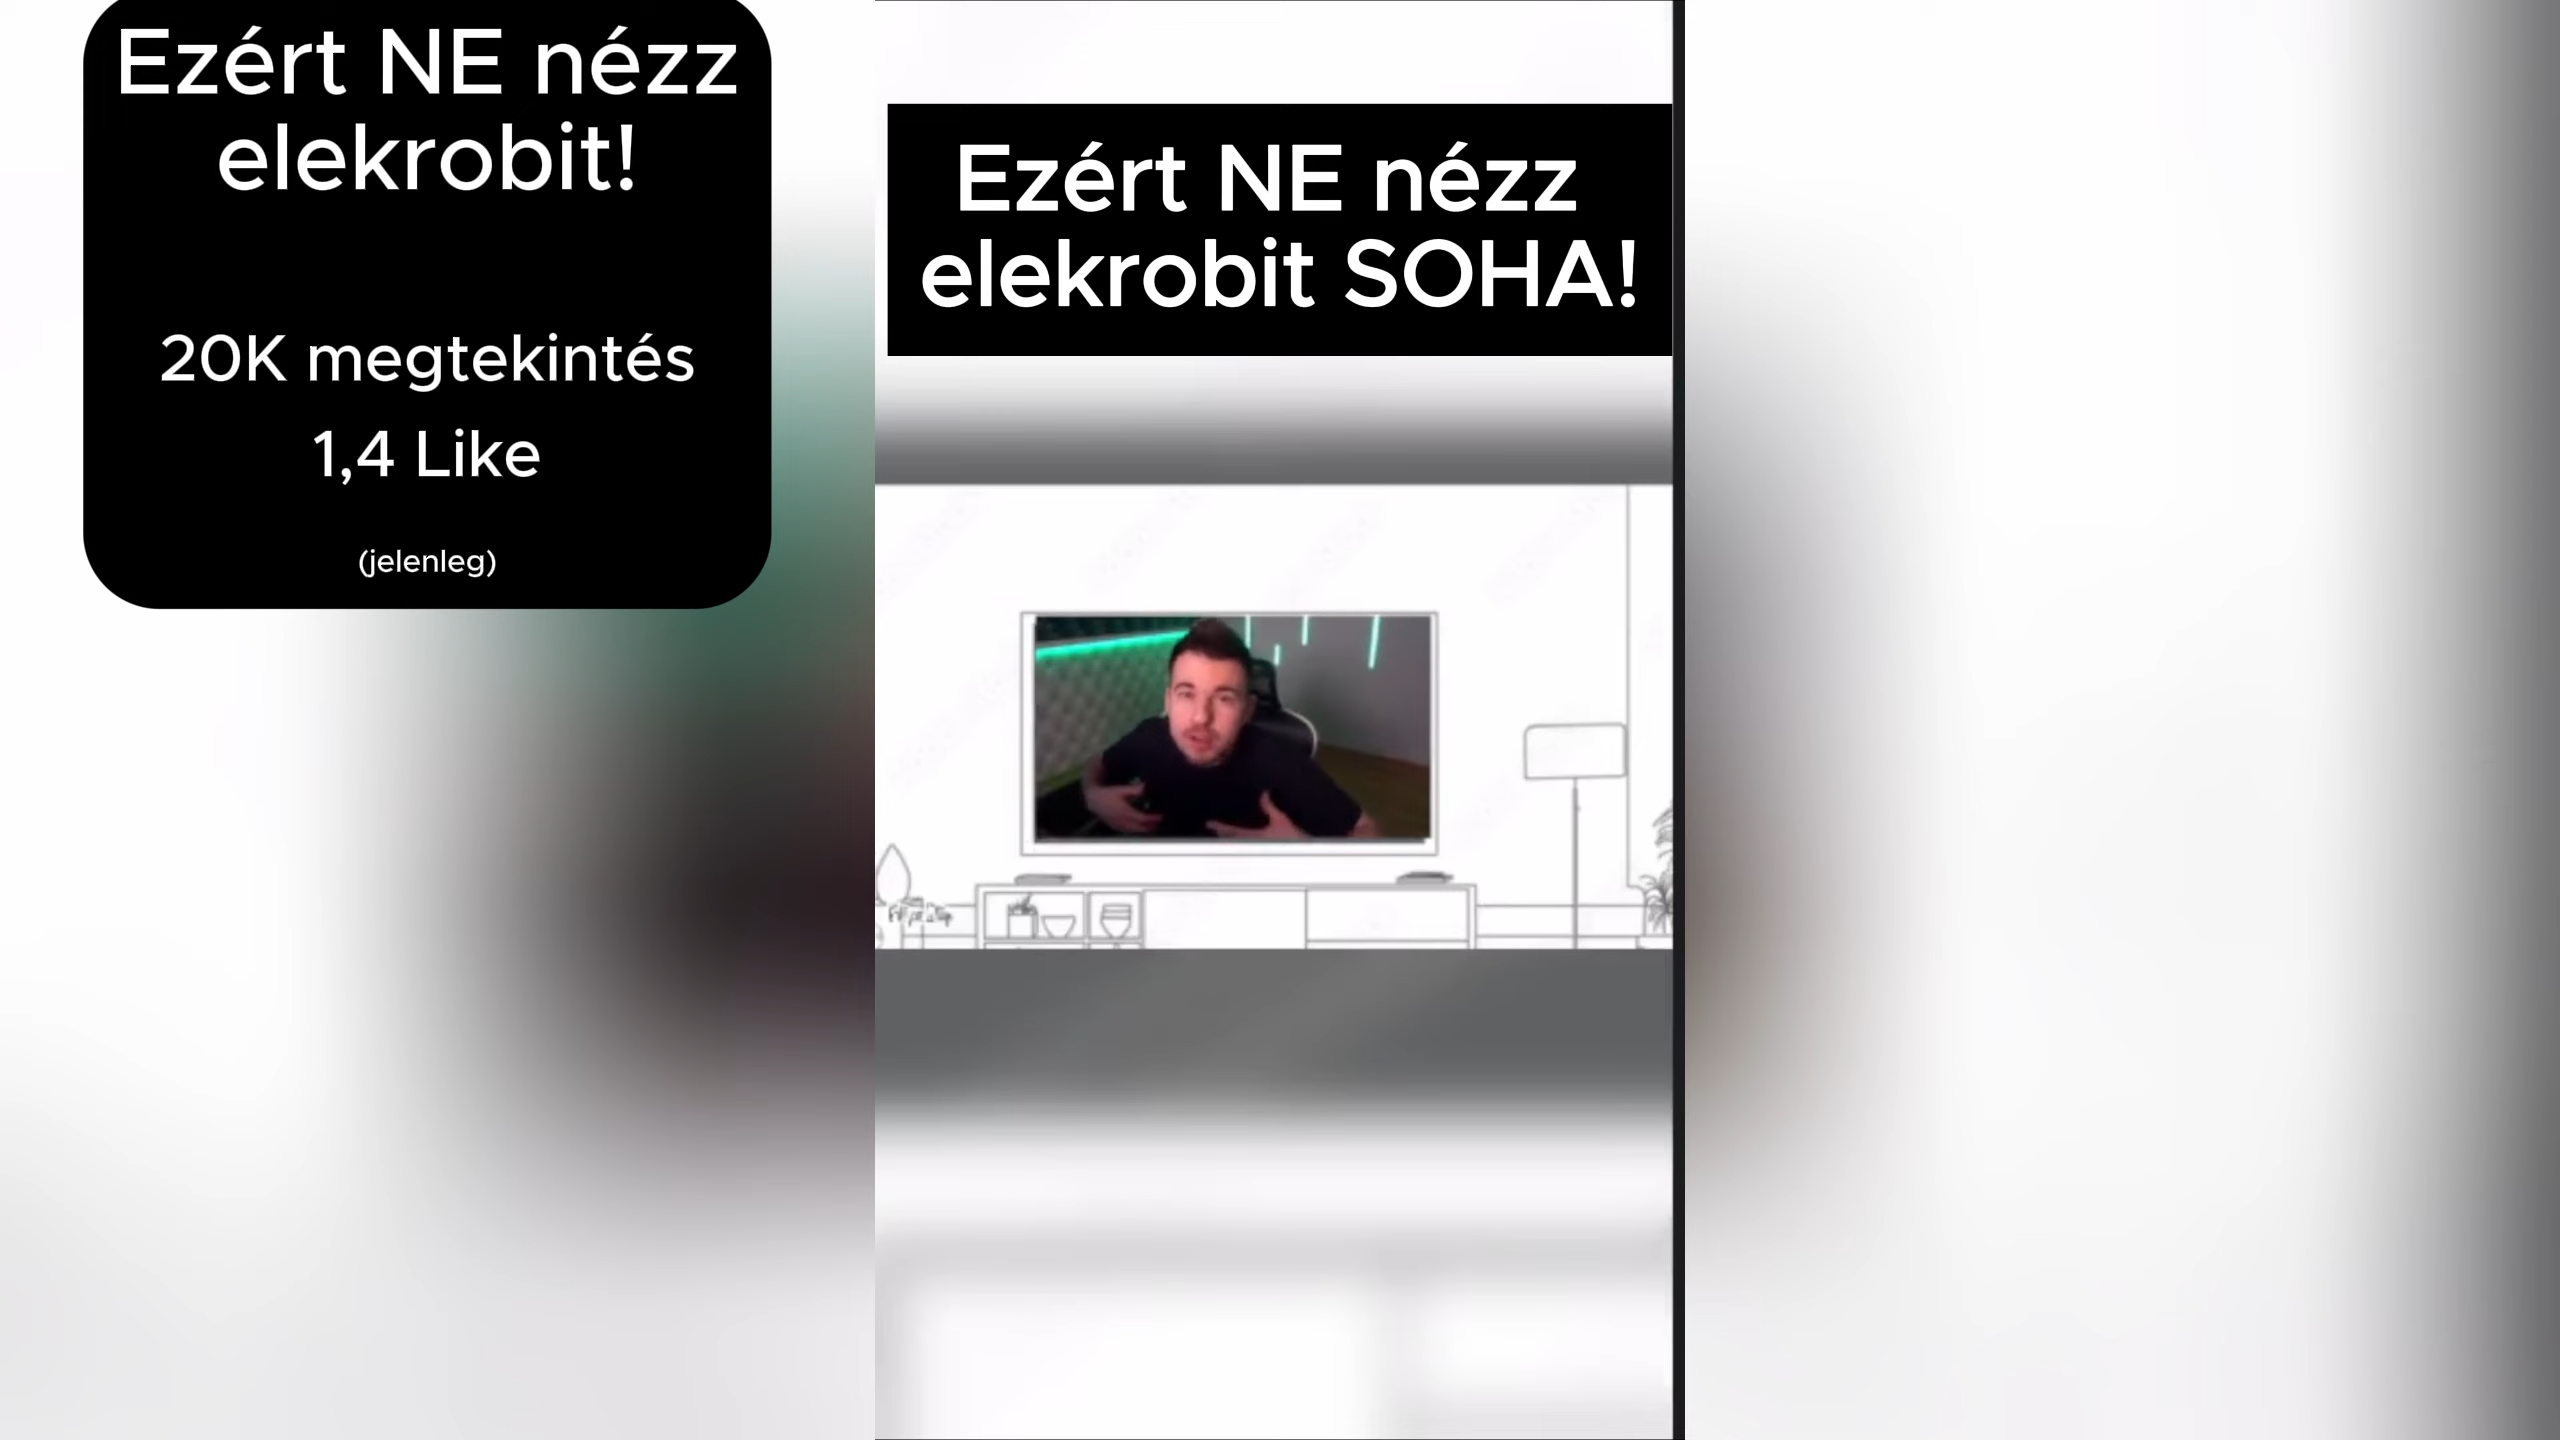 Ezért NE nézz
elekrobit!
20K megtekintés
1,4 Like
(jelenleg)
Ezért NE nézz
elekrobit SOHA!